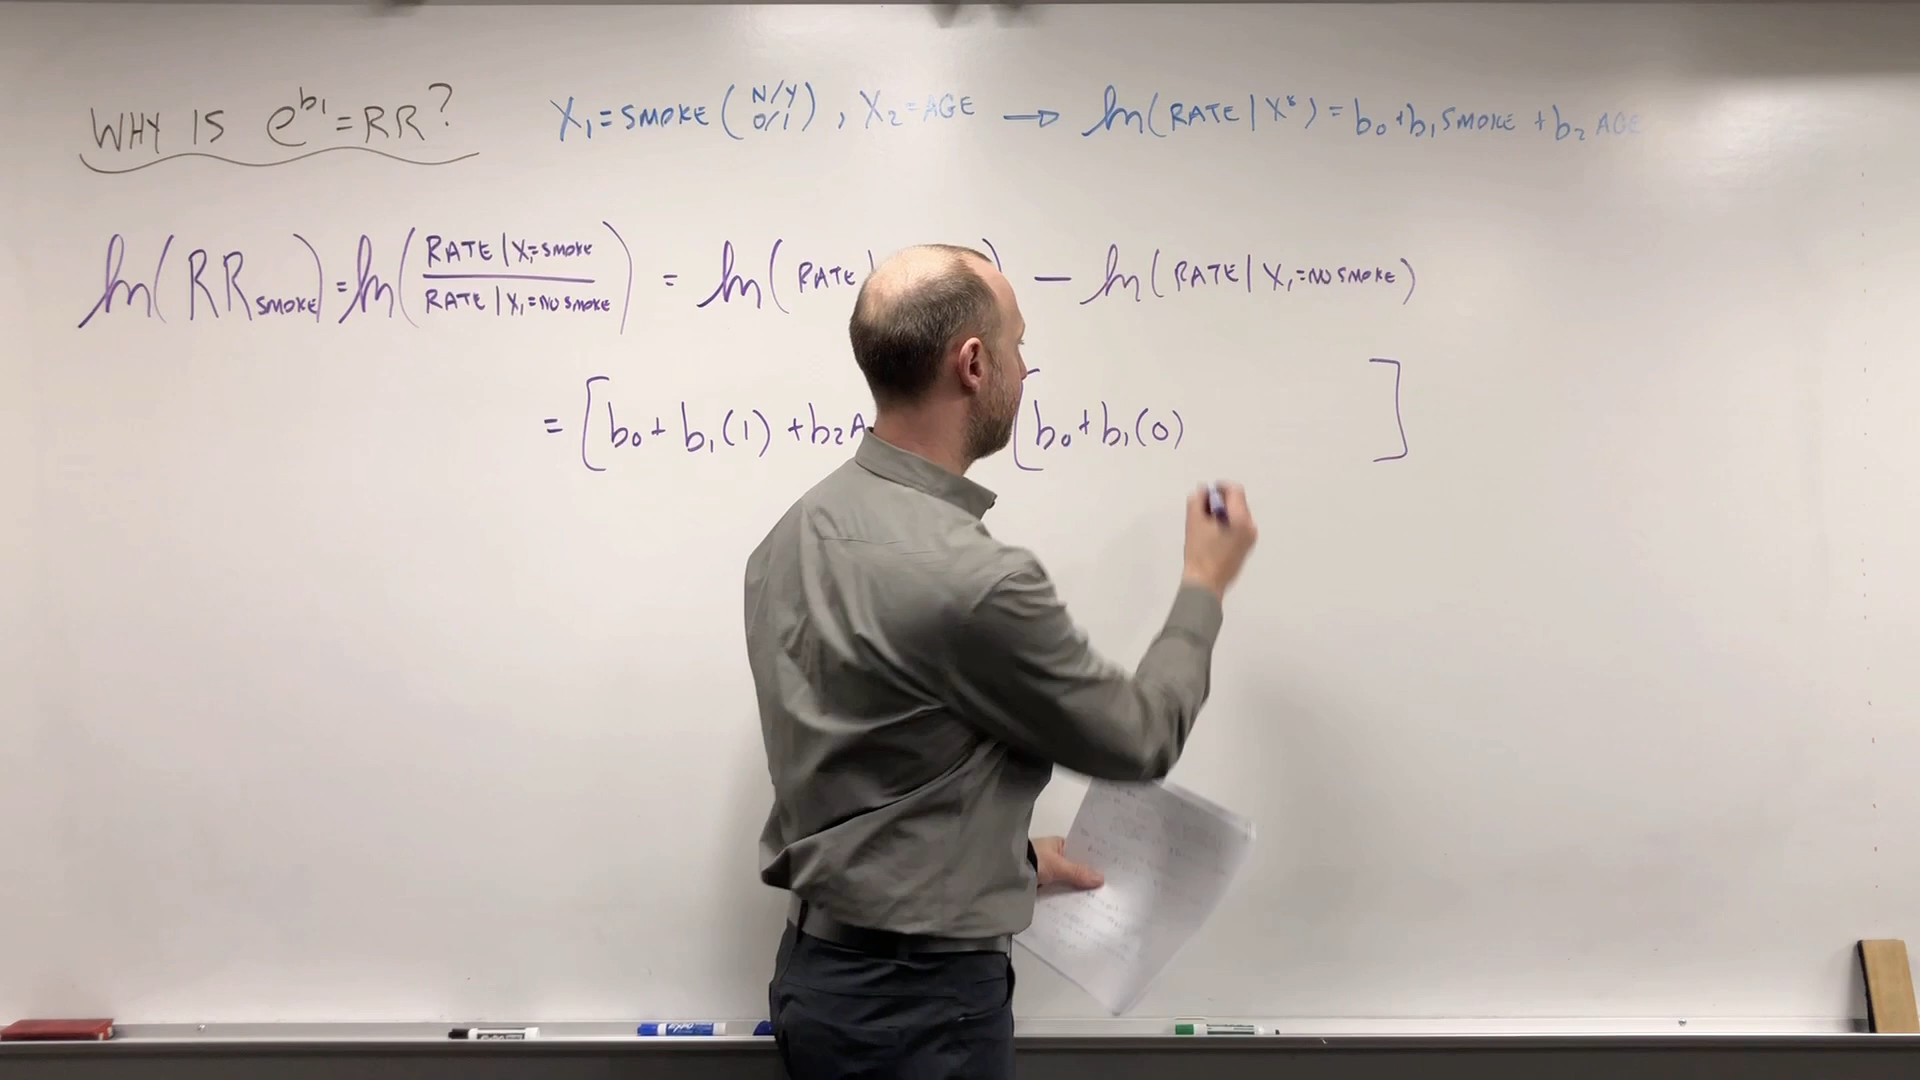 WHY IS e^b₁ = RR?
X₁ = SMOKE (N/Y 0/1), X₂ = AGE → ln(RATE | Xˢ) = b₀ + b₁ SMOKE + b₂ AGE
ln(RR SMOKE) = ln(RATE | X₁=SMOKE / RATE | X₁=NO SMOKE) = ln(RATE | ) − ln(RATE | X₁=NO SMOKE)
= [b₀ + b₁(1) + b₂A [b₀ + b₁(0) ]